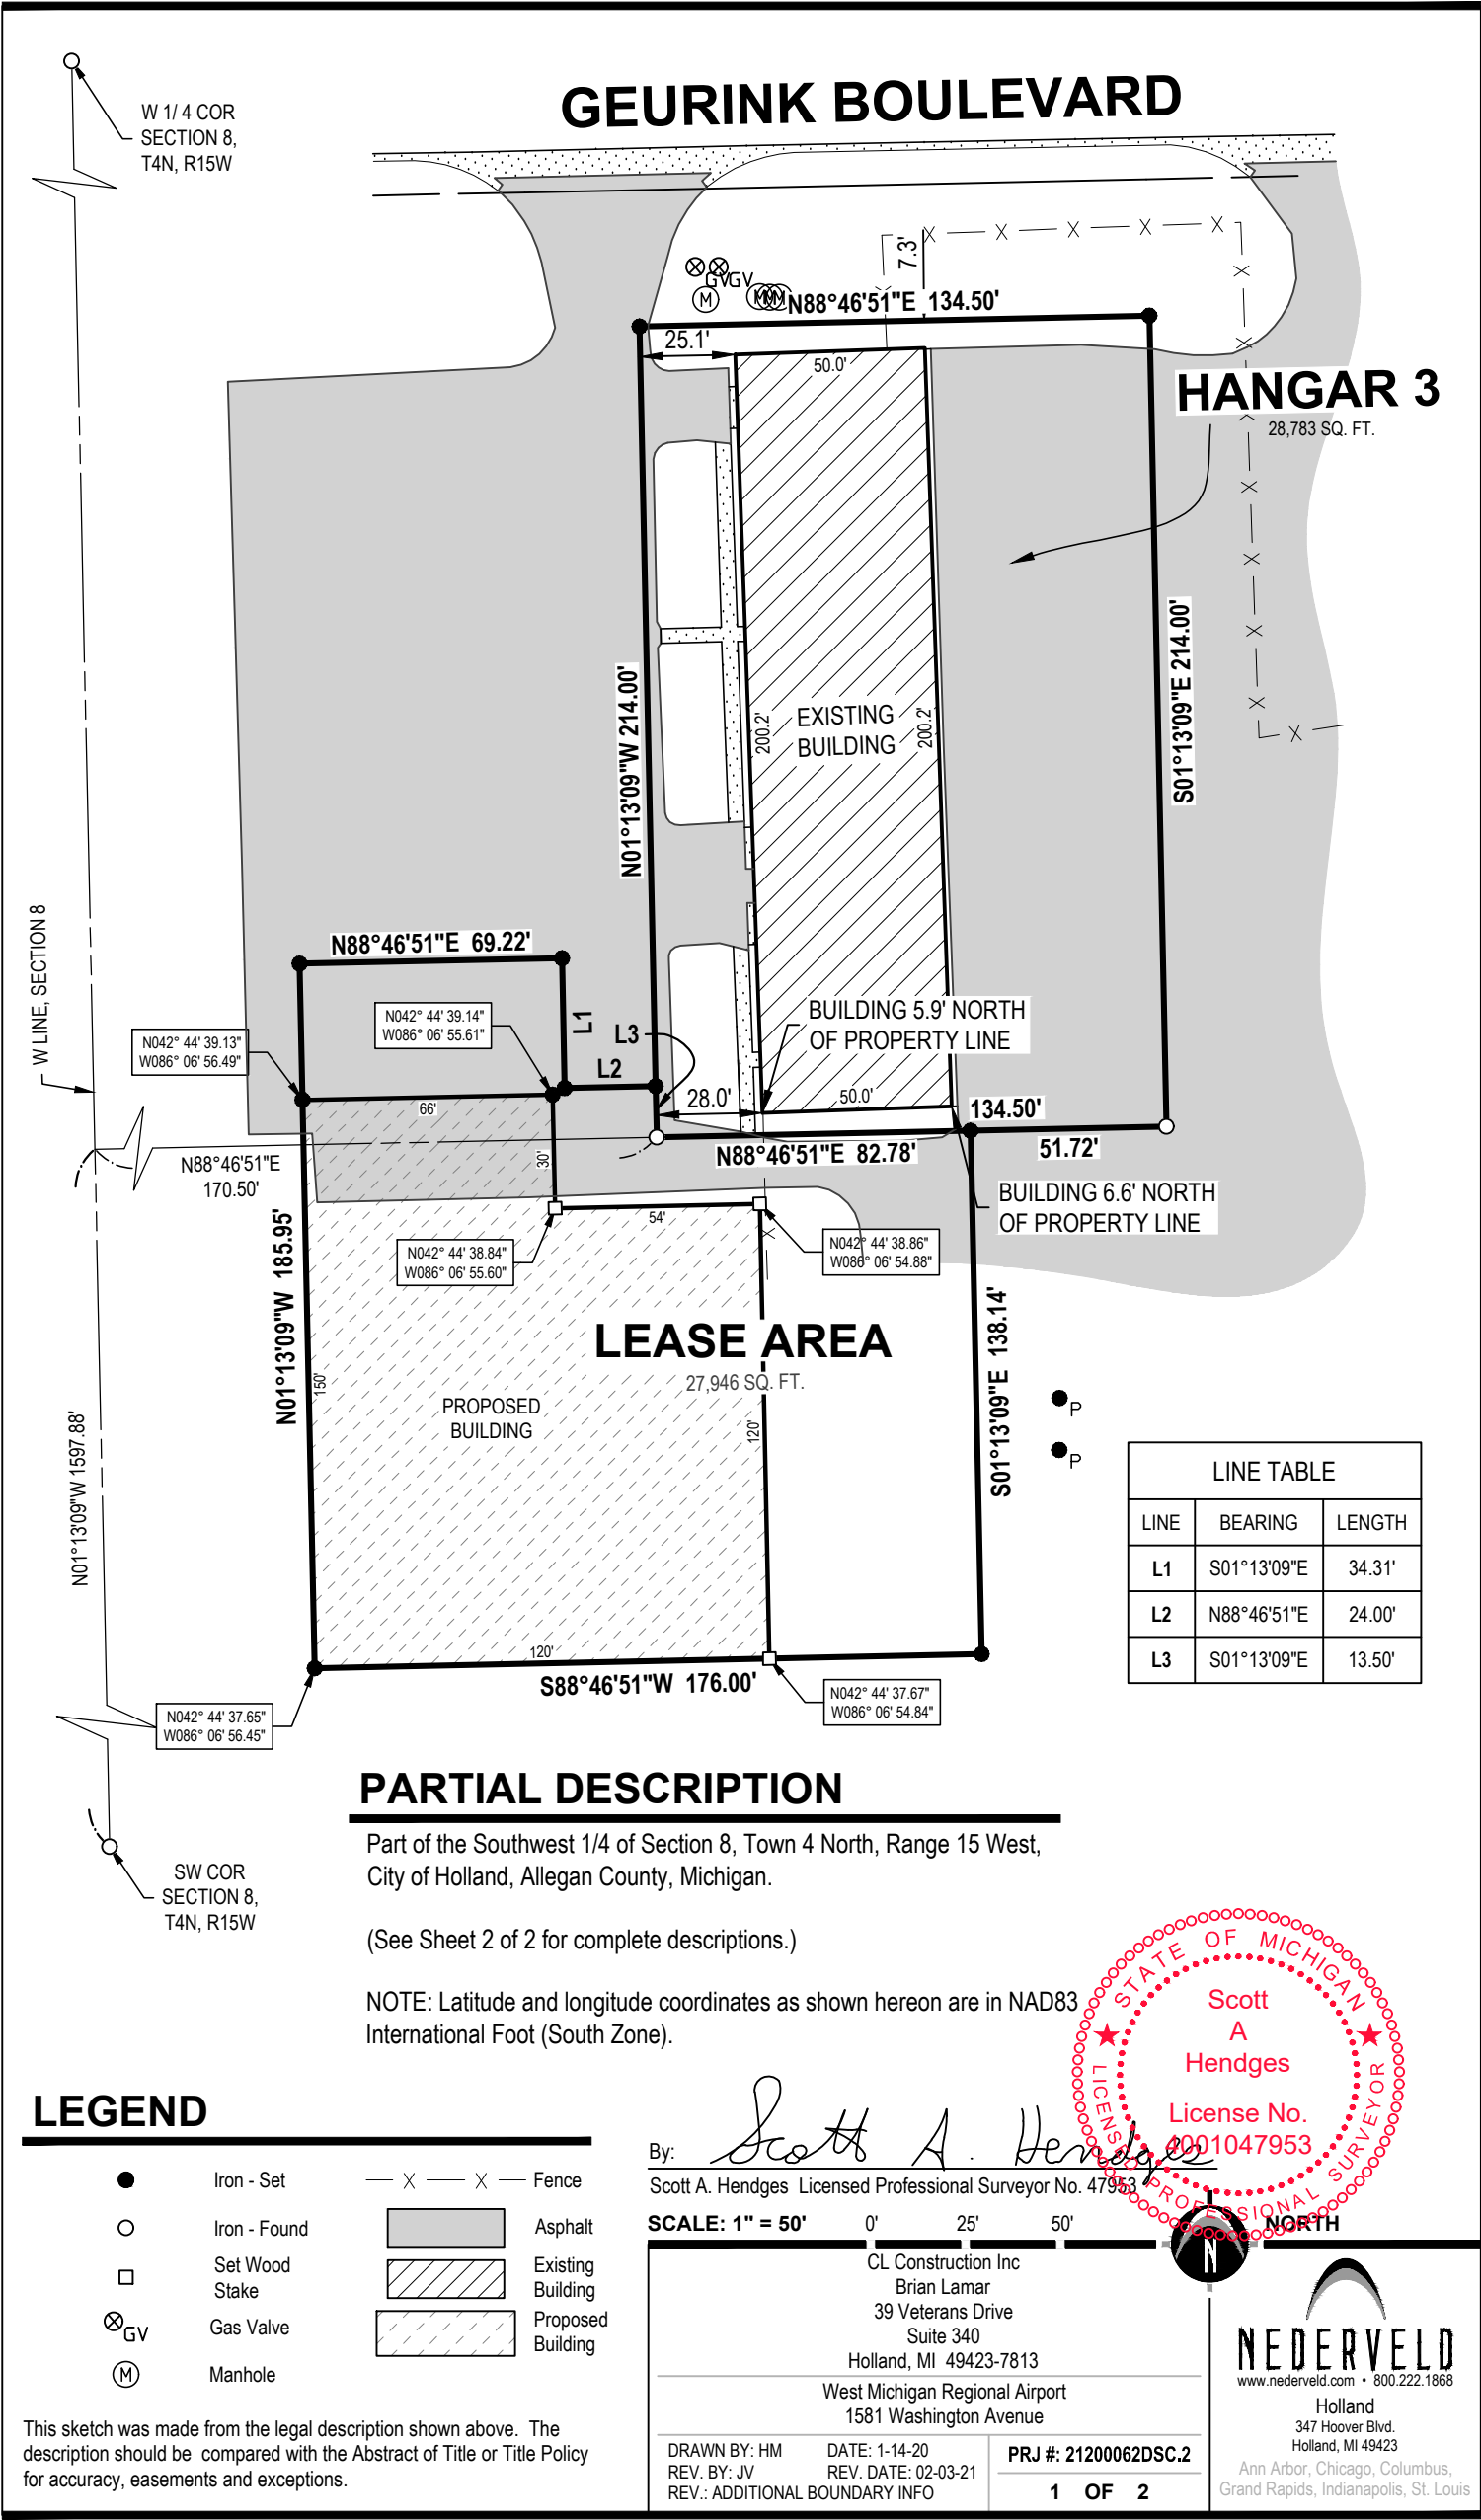 GEURINK BOULEVARD
W 1/ 4 COR
SECTION 8,
T4N, R15W
7.3'
GV GV
M
M M M
N88°46'51"E 134.50'
25.1'
50.0'
HANGAR 3
28,783 SQ. FT.
N01°13'09"W 214.00'
S01°13'09"E 214.00'
200.2'
EXISTING
BUILDING
200.2'
W LINE, SECTION 8
N88°46'51"E 69.22'
N042° 44' 39.14"
W086° 06' 55.61"
L1
L3
L2
N042° 44' 39.13"
W086° 06' 56.49"
BUILDING 5.9' NORTH
OF PROPERTY LINE
66'
28.0'
50.0'
134.50'
N88°46'51"E 82.78'
51.72'
N88°46'51"E
170.50'
30'
BUILDING 6.6' NORTH
OF PROPERTY LINE
54'
N042° 44' 38.84"
W086° 06' 55.60"
N042° 44' 38.86"
W086° 06' 54.88"
N01°13'09"W 185.95'
LEASE AREA
27,946 SQ. FT.
150'
PROPOSED
BUILDING
120'
S01°13'09"E 138.14'
P
P
N01°13'09"W 1597.88'
120'
S88°46'51"W 176.00'
N042° 44' 37.65"
W086° 06' 56.45"
N042° 44' 37.67"
W086° 06' 54.84"
LINE TABLE
LINE BEARING LENGTH
L1 S01°13'09"E 34.31'
L2 N88°46'51"E 24.00'
L3 S01°13'09"E 13.50'
SW COR
SECTION 8,
T4N, R15W
PARTIAL DESCRIPTION
Part of the Southwest 1/4 of Section 8, Town 4 North, Range 15 West,
City of Holland, Allegan County, Michigan.
(See Sheet 2 of 2 for complete descriptions.)
NOTE: Latitude and longitude coordinates as shown hereon are in NAD83
International Foot (South Zone).
STATE OF MICHIGAN
Scott
A
Hendges
License No.
4001047953
LICENSED PROFESSIONAL SURVEYOR
LEGEND
Iron - Set
Iron - Found
Set Wood
Stake
GV Gas Valve
M Manhole
X X Fence
Asphalt
Existing
Building
Proposed
Building
This sketch was made from the legal description shown above. The
description should be compared with the Abstract of Title or Title Policy
for accuracy, easements and exceptions.
By: Scott A. Hendges
Scott A. Hendges Licensed Professional Surveyor No. 47953
SCALE: 1" = 50' 0' 25' 50'
N
NORTH
CL Construction Inc
Brian Lamar
39 Veterans Drive
Suite 340
Holland, MI 49423-7813
West Michigan Regional Airport
1581 Washington Avenue
DRAWN BY: HM DATE: 1-14-20
REV. BY: JV REV. DATE: 02-03-21
REV.: ADDITIONAL BOUNDARY INFO
PRJ #: 21200062DSC.2
1 OF 2
NEDERVELD
www.nederveld.com • 800.222.1868
Holland
347 Hoover Blvd.
Holland, MI 49423
Ann Arbor, Chicago, Columbus,
Grand Rapids, Indianapolis, St. Louis